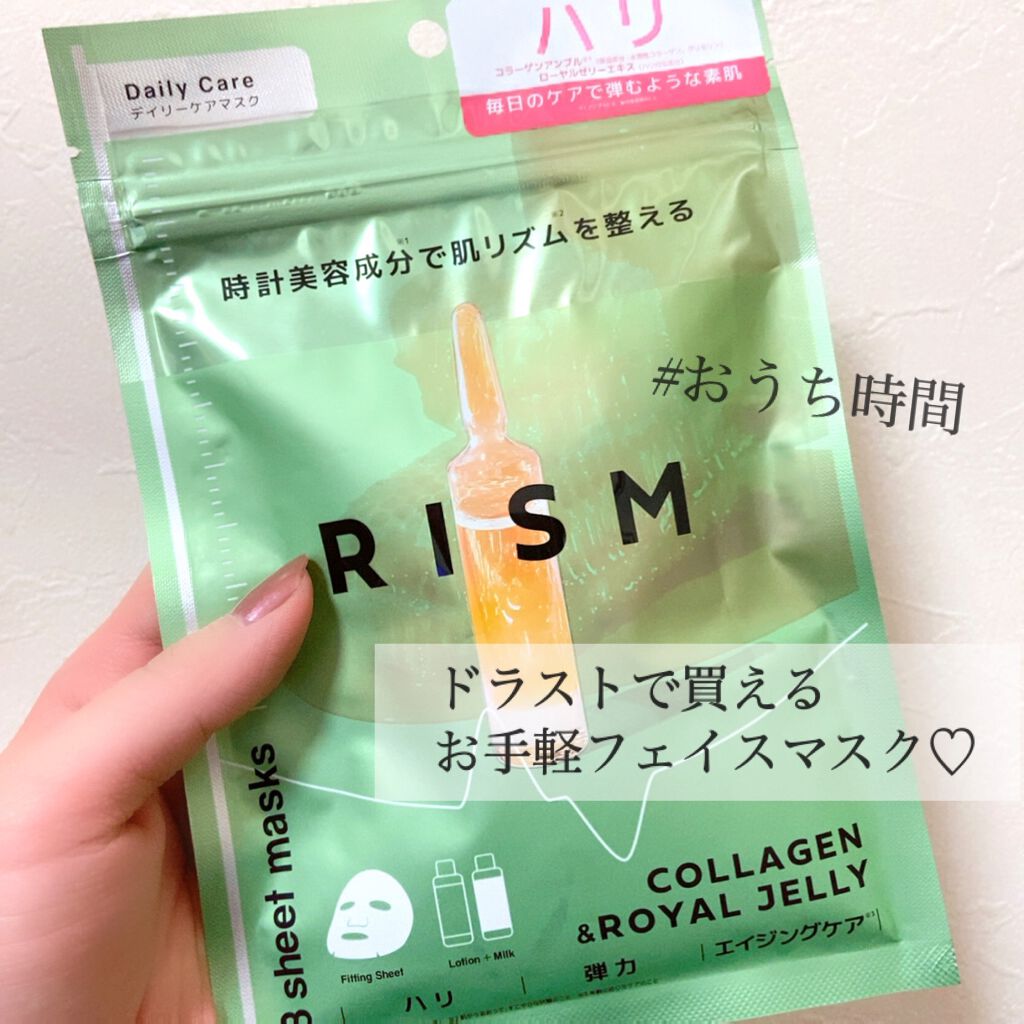 Daily Care
デイリーケアマスク
ハリ
コラーゲンアンプル
ローヤルゼリーエキス
毎日のケアで弾むような素肌
時計美容成分※1で肌リズム※2を整える
#おうち時間
RISM
ドラストで買える
お手軽フェイスマスク♡
8 sheet masks
COLLAGEN
&ROYAL JELLY
Fitting Sheet
Lotion + Milk
ハリ
弾力
エイジングケア※3